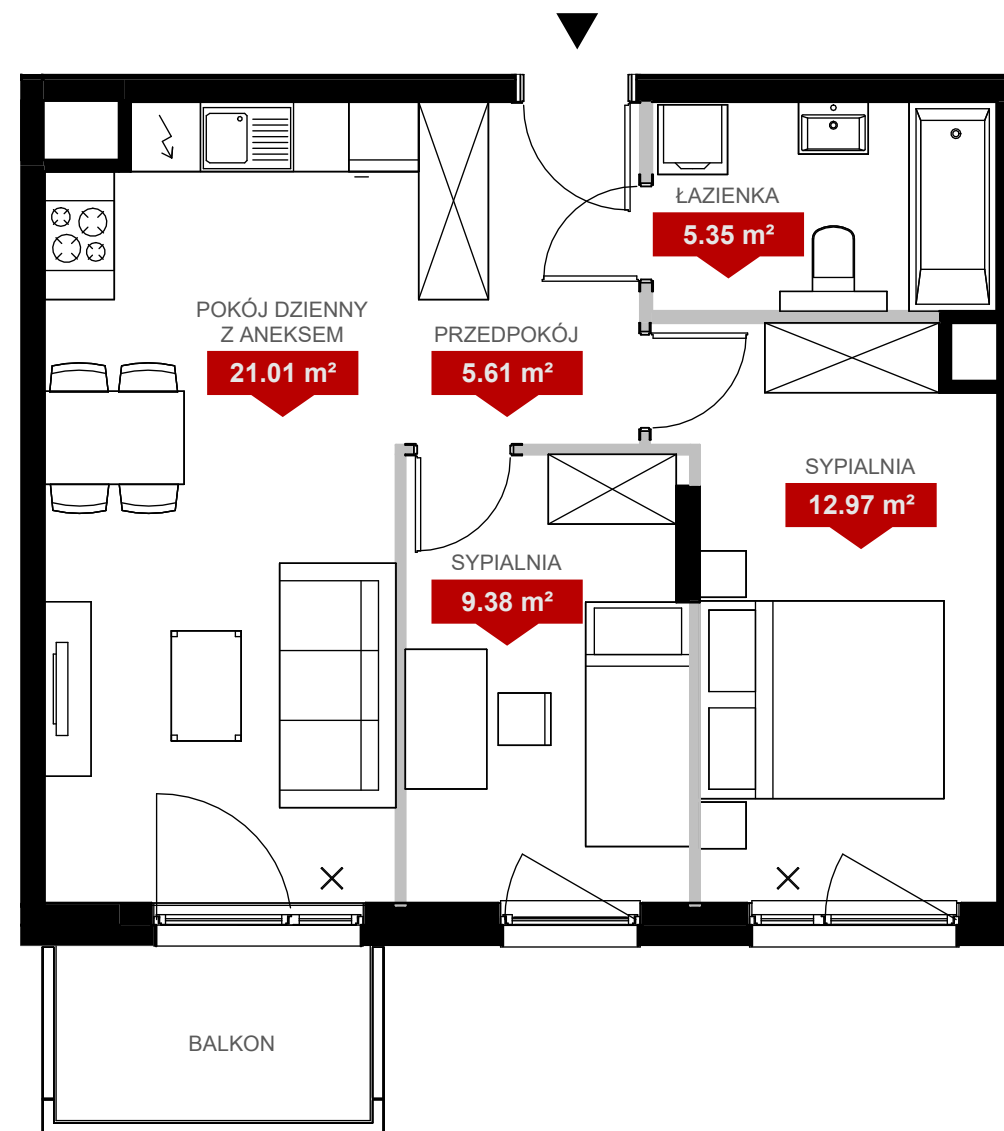 ŁAZIENKA
5.35 m²
POKÓJ DZIENNY
Z ANEKSEM
21.01 m²
PRZEDPOKÓJ
5.61 m²
SYPIALNIA
12.97 m²
SYPIALNIA
9.38 m²
BALKON